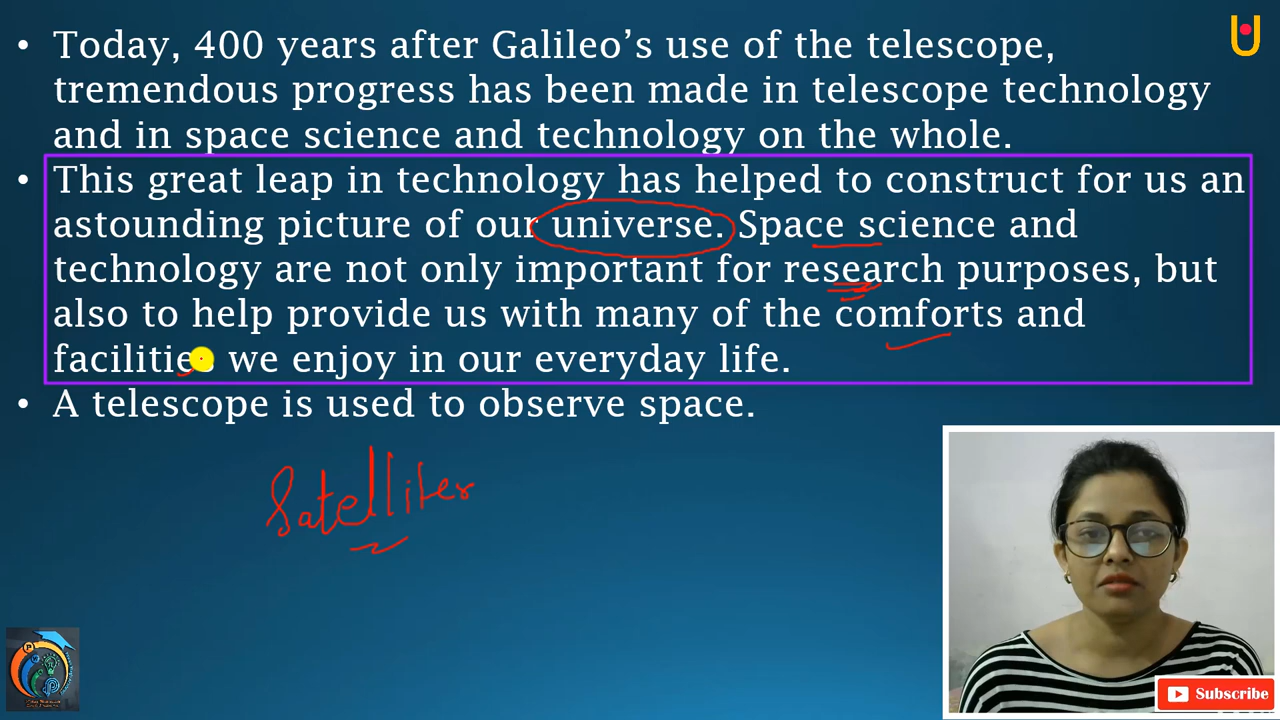 • Today, 400 years after Galileo's use of the telescope,
tremendous progress has been made in telescope technology
and in space science and technology on the whole.
• This great leap in technology has helped to construct for us an
astounding picture of our universe. Space science and
technology are not only important for research purposes, but
also to help provide us with many of the comforts and
facilities we enjoy in our everyday life.
• A telescope is used to observe space.
Satellites
Subscribe